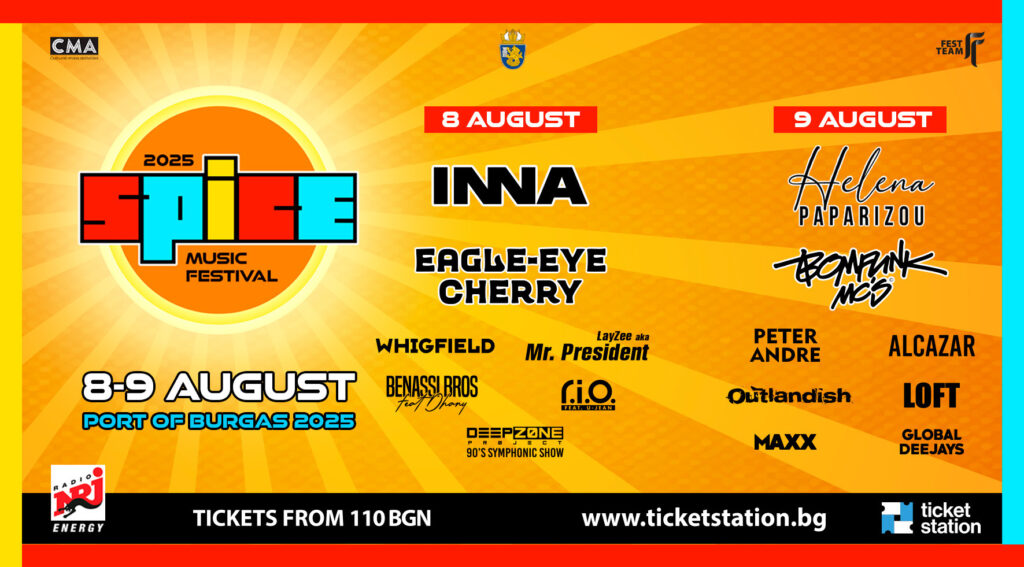 CMA
FEST
TEAM
2025
SPICE
MUSIC
FESTIVAL
8-9 AUGUST
PORT OF BURGAS 2025
8 AUGUST
INNA
EAGLE-EYE
CHERRY
WHIGFIELD
LayZee aka
Mr. President
BENASSI BROS
Feat Dhany
r.i.O.
FEAT. U-JEAN
DEEPZONE
PROJECT
90'S SYMPHONIC SHOW
9 AUGUST
Helena
PAPARIZOU
BOMFUNK
MC'S
PETER
ANDRE
ALCAZAR
Outlandish
LOFT
MAXX
GLOBAL
DEEJAYS
RADIO
NRJ
ENERGY
TICKETS FROM 110 BGN
www.ticketstation.bg
ticket
station